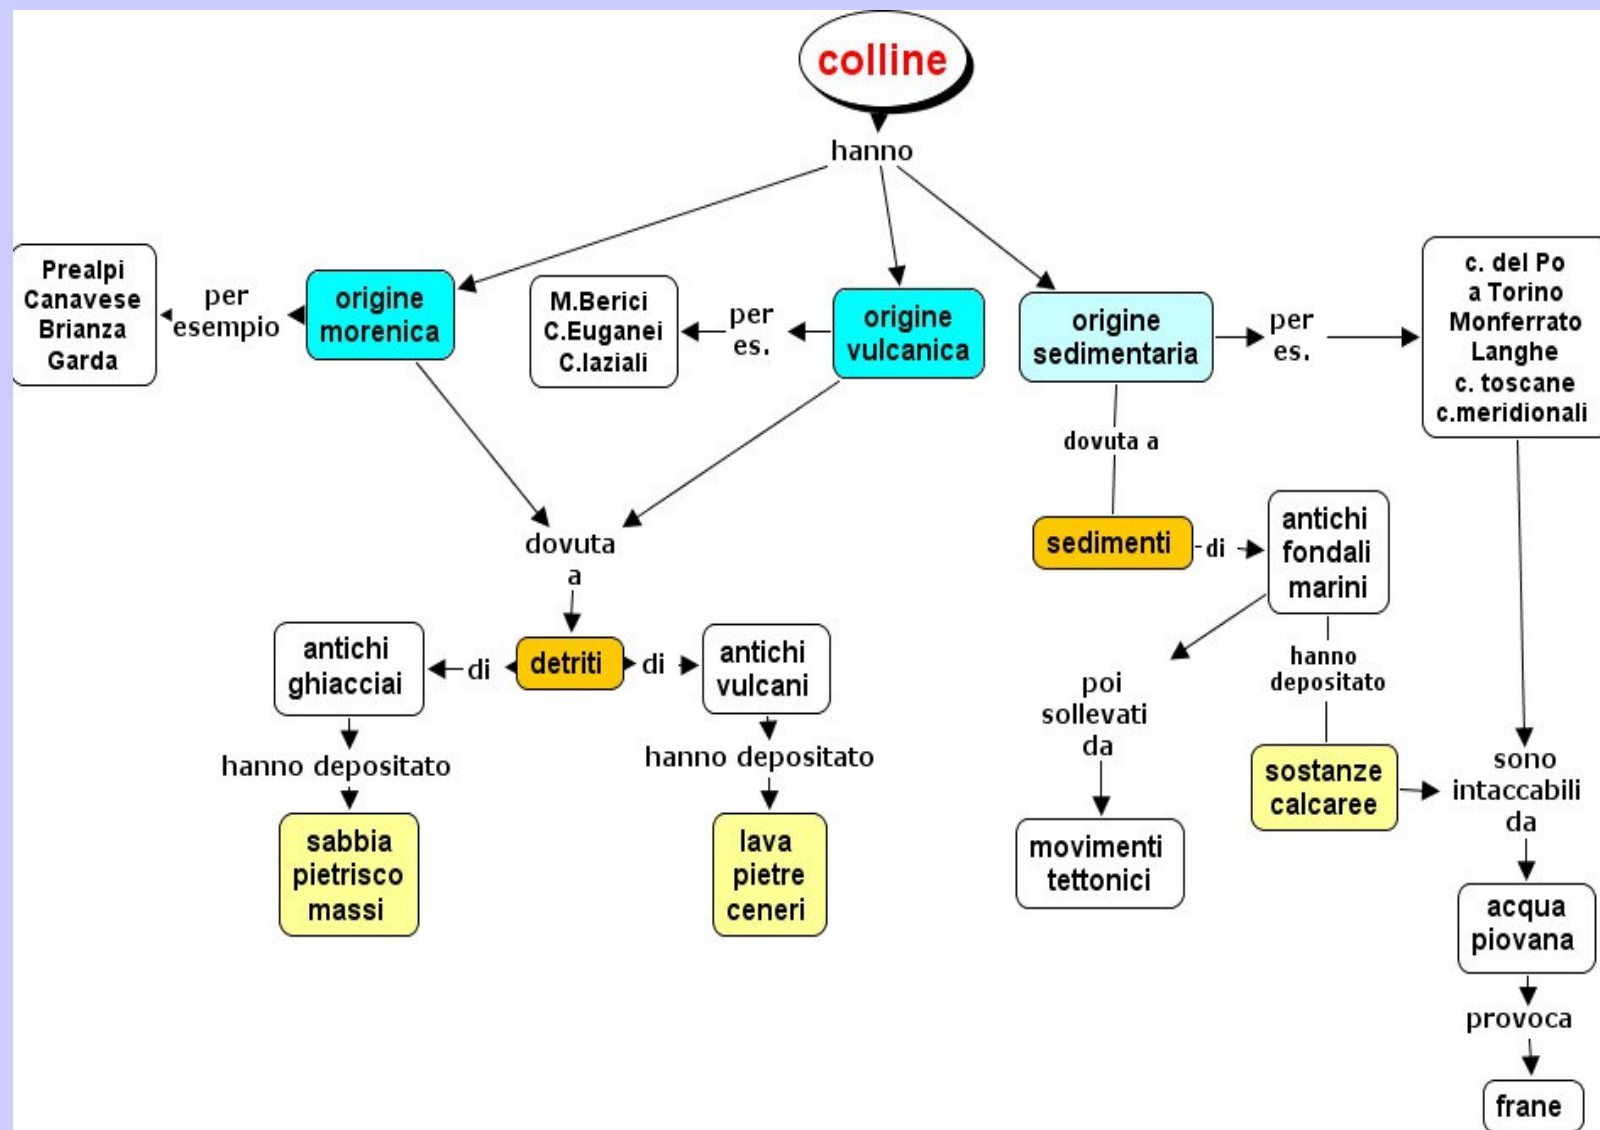 colline
hanno
Prealpi
Canavese
Brianza
Garda
per
esempio
origine
morenica
M.Berici
C.Euganei
C.laziali
per
es.
origine
vulcanica
origine
sedimentaria
per
es.
c. del Po
a Torino
Monferrato
Langhe
c. toscane
c.meridionali
dovuta
a
detriti
di
antichi
ghiacciai
hanno depositato
sabbia
pietrisco
massi
di
antichi
vulcani
hanno depositato
lava
pietre
ceneri
dovuta a
sedimenti
di
antichi
fondali
marini
poi
sollevati
da
movimenti
tettonici
hanno
depositato
sostanze
calcaree
sono
intaccabili
da
acqua
piovana
provoca
frane